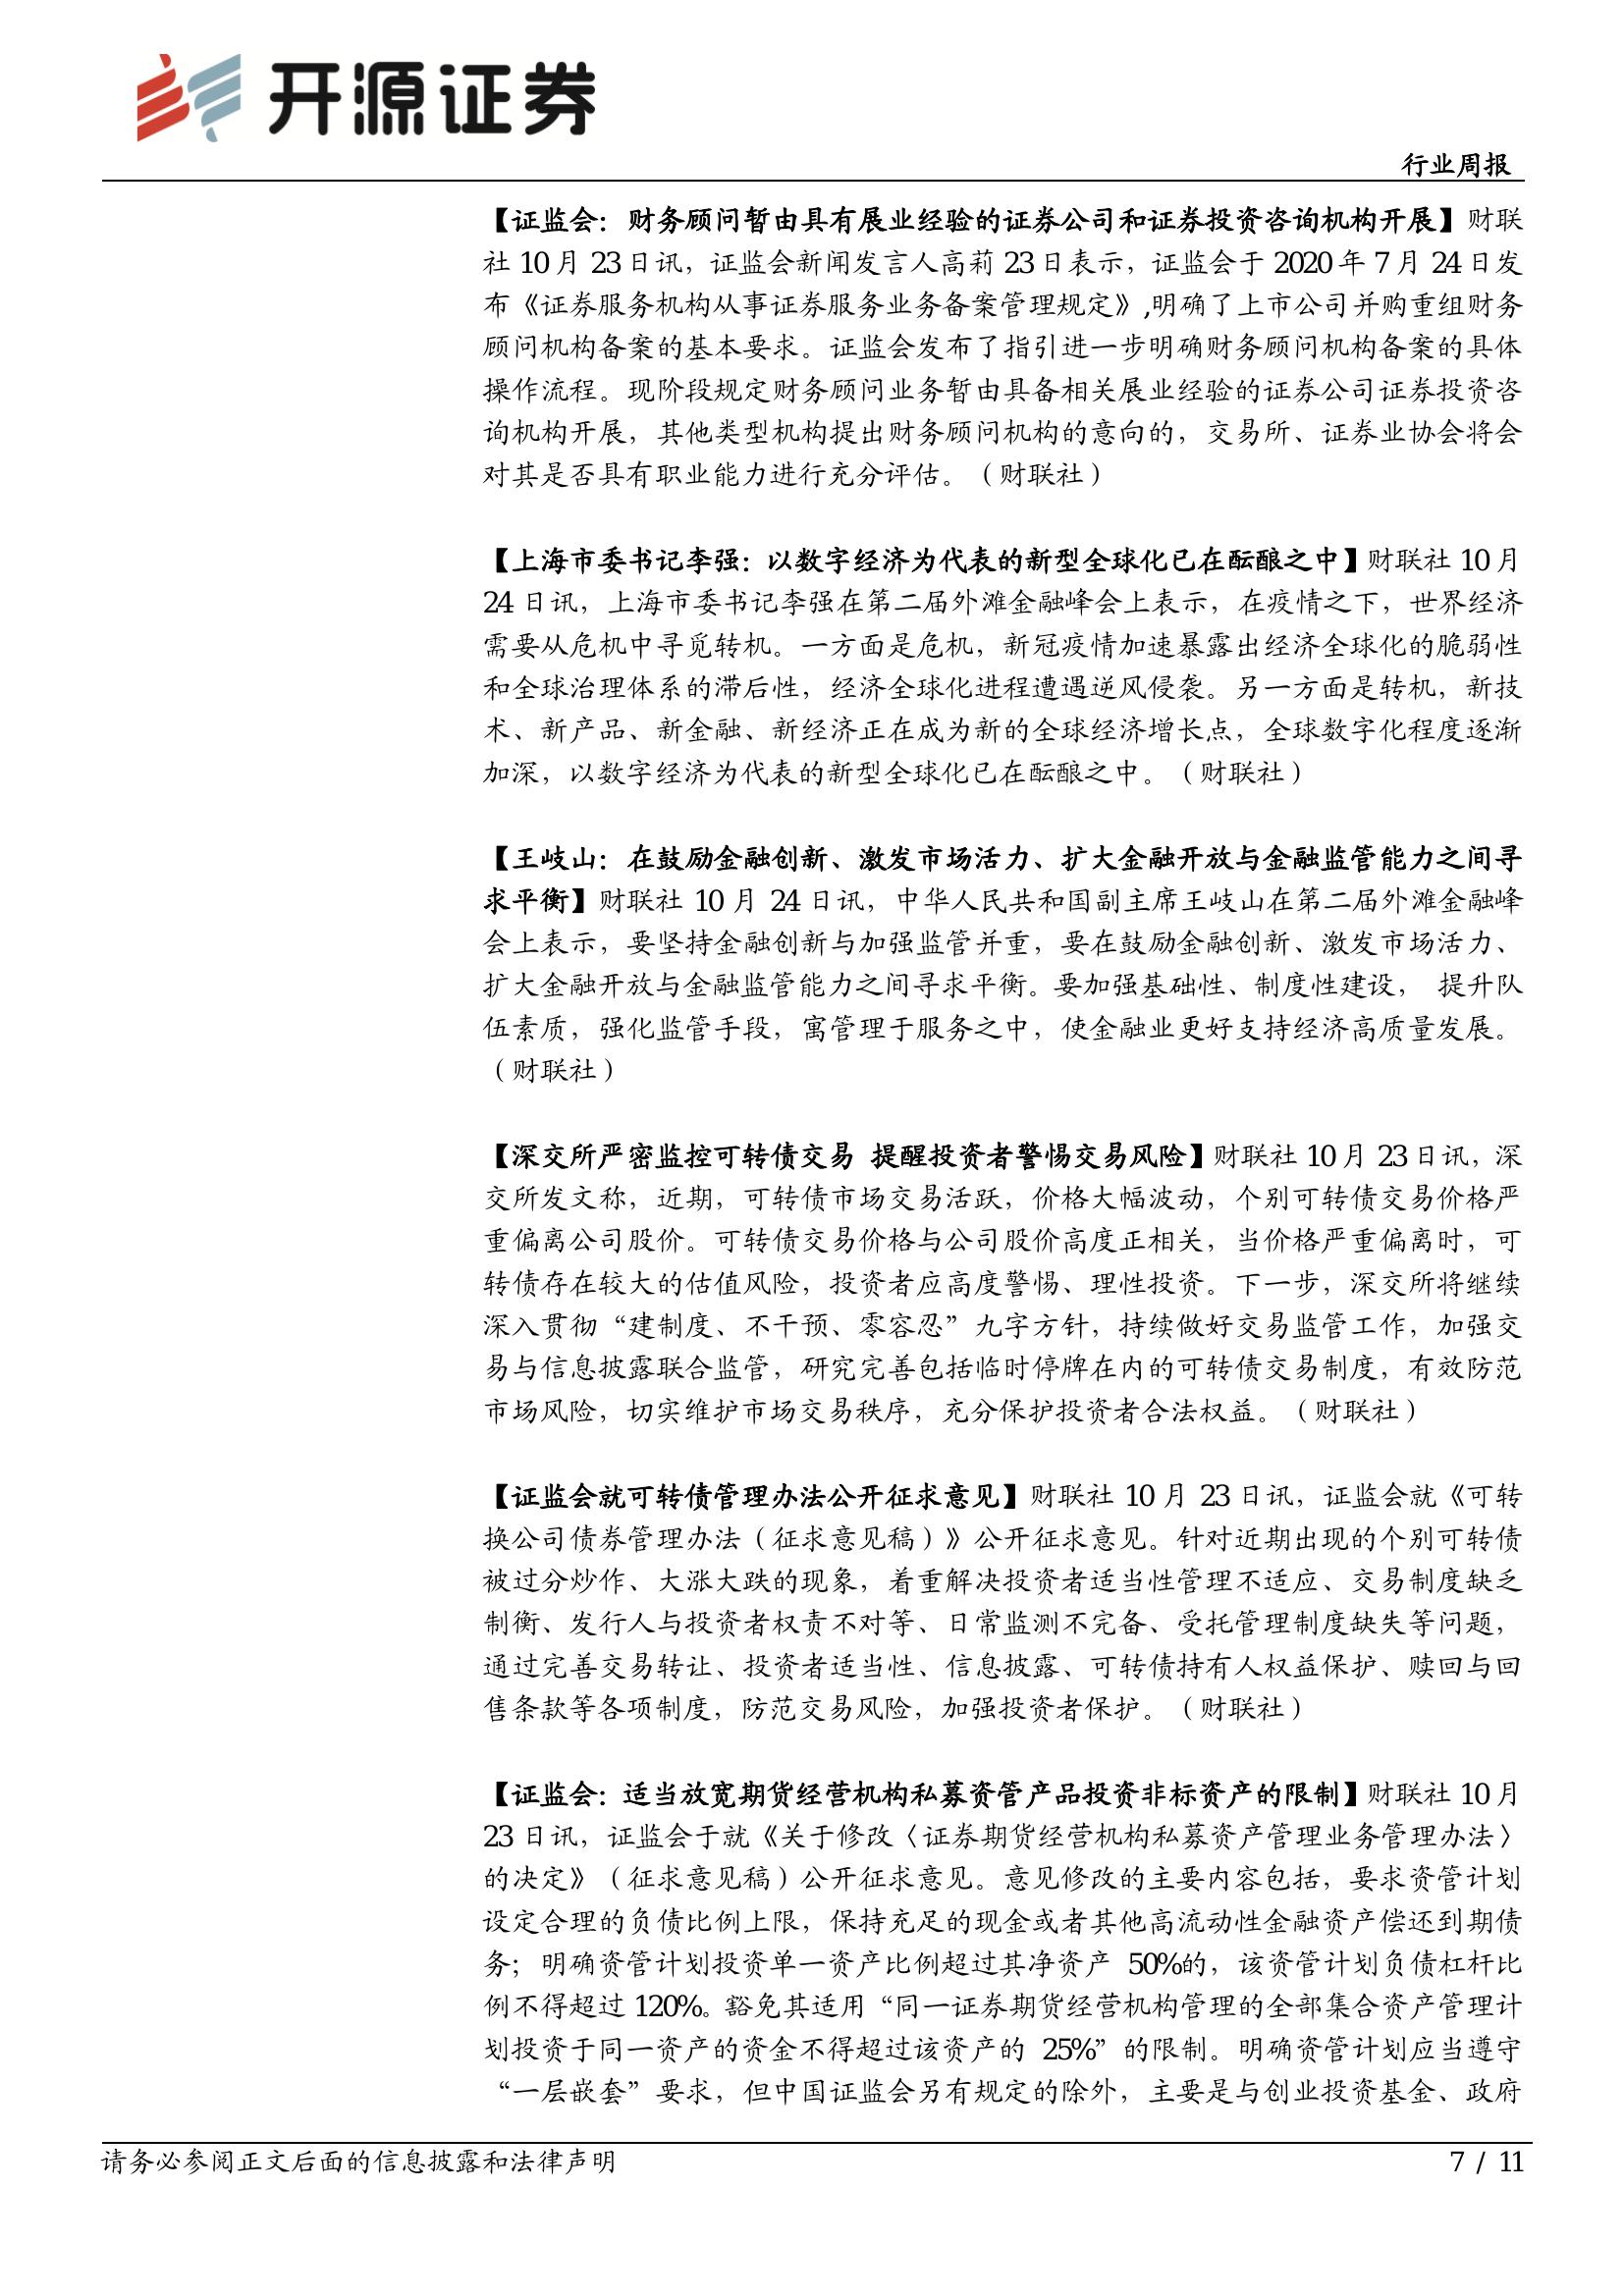 开源证券
行业周报
【证监会：财务顾问暂由具有展业经验的证券公司和证券投资咨询机构开展】财联
社 10 月 23 日讯，证监会新闻发言人高莉 23 日表示，证监会于 2020 年 7 月 24 日发
布《证券服务机构从事证券服务业务备案管理规定》,明确了上市公司并购重组财务
顾问机构备案的基本要求。证监会发布了指引进一步明确财务顾问机构备案的具体
操作流程。现阶段规定财务顾问业务暂由具备相关展业经验的证券公司证券投资咨
询机构开展，其他类型机构提出财务顾问机构的意向的，交易所、证券业协会将会
对其是否具有职业能力进行充分评估。（财联社）
【上海市委书记李强：以数字经济为代表的新型全球化已在酝酿之中】财联社 10 月
24 日讯，上海市委书记李强在第二届外滩金融峰会上表示，在疫情之下，世界经济
需要从危机中寻觅转机。一方面是危机，新冠疫情加速暴露出经济全球化的脆弱性
和全球治理体系的滞后性，经济全球化进程遭遇逆风侵袭。另一方面是转机，新技
术、新产品、新金融、新经济正在成为新的全球经济增长点，全球数字化程度逐渐
加深，以数字经济为代表的新型全球化已在酝酿之中。（财联社）
【王岐山：在鼓励金融创新、激发市场活力、扩大金融开放与金融监管能力之间寻
求平衡】财联社 10 月 24 日讯，中华人民共和国副主席王岐山在第二届外滩金融峰
会上表示，要坚持金融创新与加强监管并重，要在鼓励金融创新、激发市场活力、
扩大金融开放与金融监管能力之间寻求平衡。要加强基础性、制度性建设， 提升队
伍素质，强化监管手段，寓管理于服务之中，使金融业更好支持经济高质量发展。
（财联社）
【深交所严密监控可转债交易 提醒投资者警惕交易风险】财联社 10 月 23 日讯，深
交所发文称，近期，可转债市场交易活跃，价格大幅波动，个别可转债交易价格严
重偏离公司股价。可转债交易价格与公司股价高度正相关，当价格严重偏离时，可
转债存在较大的估值风险，投资者应高度警惕、理性投资。下一步，深交所将继续
深入贯彻“建制度、不干预、零容忍”九字方针，持续做好交易监管工作，加强交
易与信息披露联合监管，研究完善包括临时停牌在内的可转债交易制度，有效防范
市场风险，切实维护市场交易秩序，充分保护投资者合法权益。（财联社）
【证监会就可转债管理办法公开征求意见】财联社 10 月 23 日讯，证监会就《可转
换公司债券管理办法（征求意见稿）》公开征求意见。针对近期出现的个别可转债
被过分炒作、大涨大跌的现象，着重解决投资者适当性管理不适应、交易制度缺乏
制衡、发行人与投资者权责不对等、日常监测不完备、受托管理制度缺失等问题，
通过完善交易转让、投资者适当性、信息披露、可转债持有人权益保护、赎回与回
售条款等各项制度，防范交易风险，加强投资者保护。（财联社）
【证监会：适当放宽期货经营机构私募资管产品投资非标资产的限制】财联社 10 月
23 日讯，证监会于就《关于修改〈证券期货经营机构私募资产管理业务管理办法〉
的决定》（征求意见稿）公开征求意见。意见修改的主要内容包括，要求资管计划
设定合理的负债比例上限，保持充足的现金或者其他高流动性金融资产偿还到期债
务；明确资管计划投资单一资产比例超过其净资产 50%的，该资管计划负债杠杆比
例不得超过 120%。豁免其适用“同一证券期货经营机构管理的全部集合资产管理计
划投资于同一资产的资金不得超过该资产的 25%”的限制。明确资管计划应当遵守
“一层嵌套”要求，但中国证监会另有规定的除外，主要是与创业投资基金、政府
请务必参阅正文后面的信息披露和法律声明
7 / 11